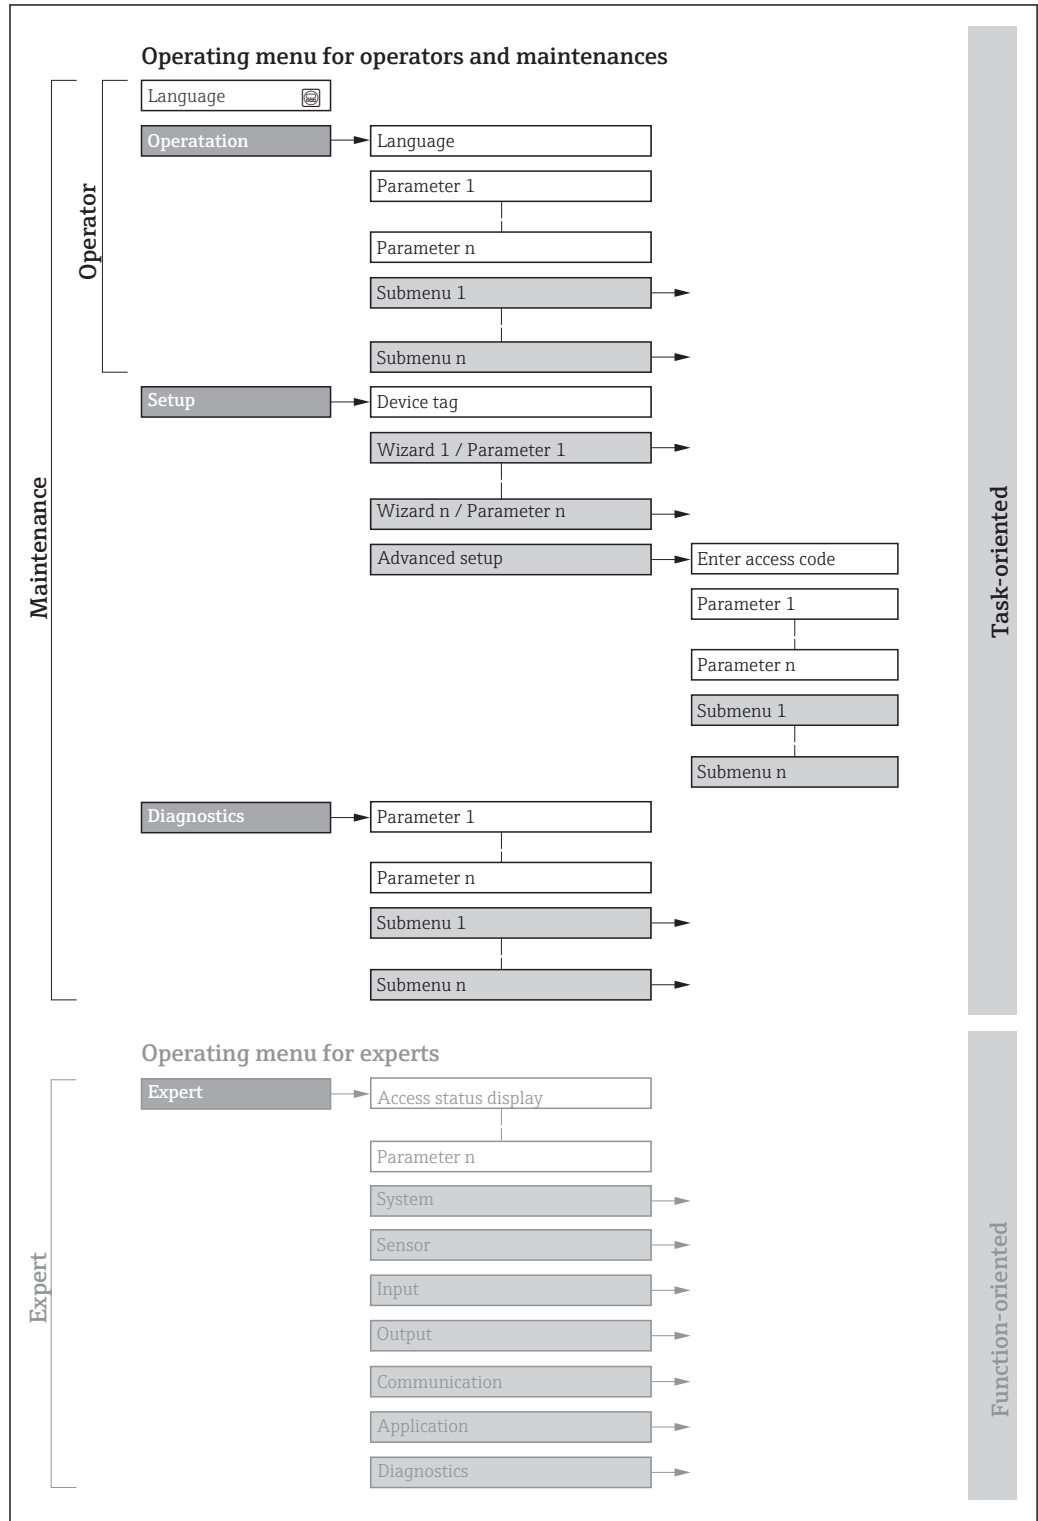 Operating menu for operators and maintenances
Language
Operatation
Language
Parameter 1
Parameter n
Submenu 1
Submenu n
Operator
Setup
Device tag
Wizard 1 / Parameter 1
Wizard n / Parameter n
Advanced setup
Enter access code
Parameter 1
Parameter n
Submenu 1
Submenu n
Maintenance
Task-oriented
Diagnostics
Parameter 1
Parameter n
Submenu 1
Submenu n
Operating menu for experts
Expert
Access status display
Parameter n
System
Sensor
Input
Output
Communication
Application
Diagnostics
Expert
Function-oriented